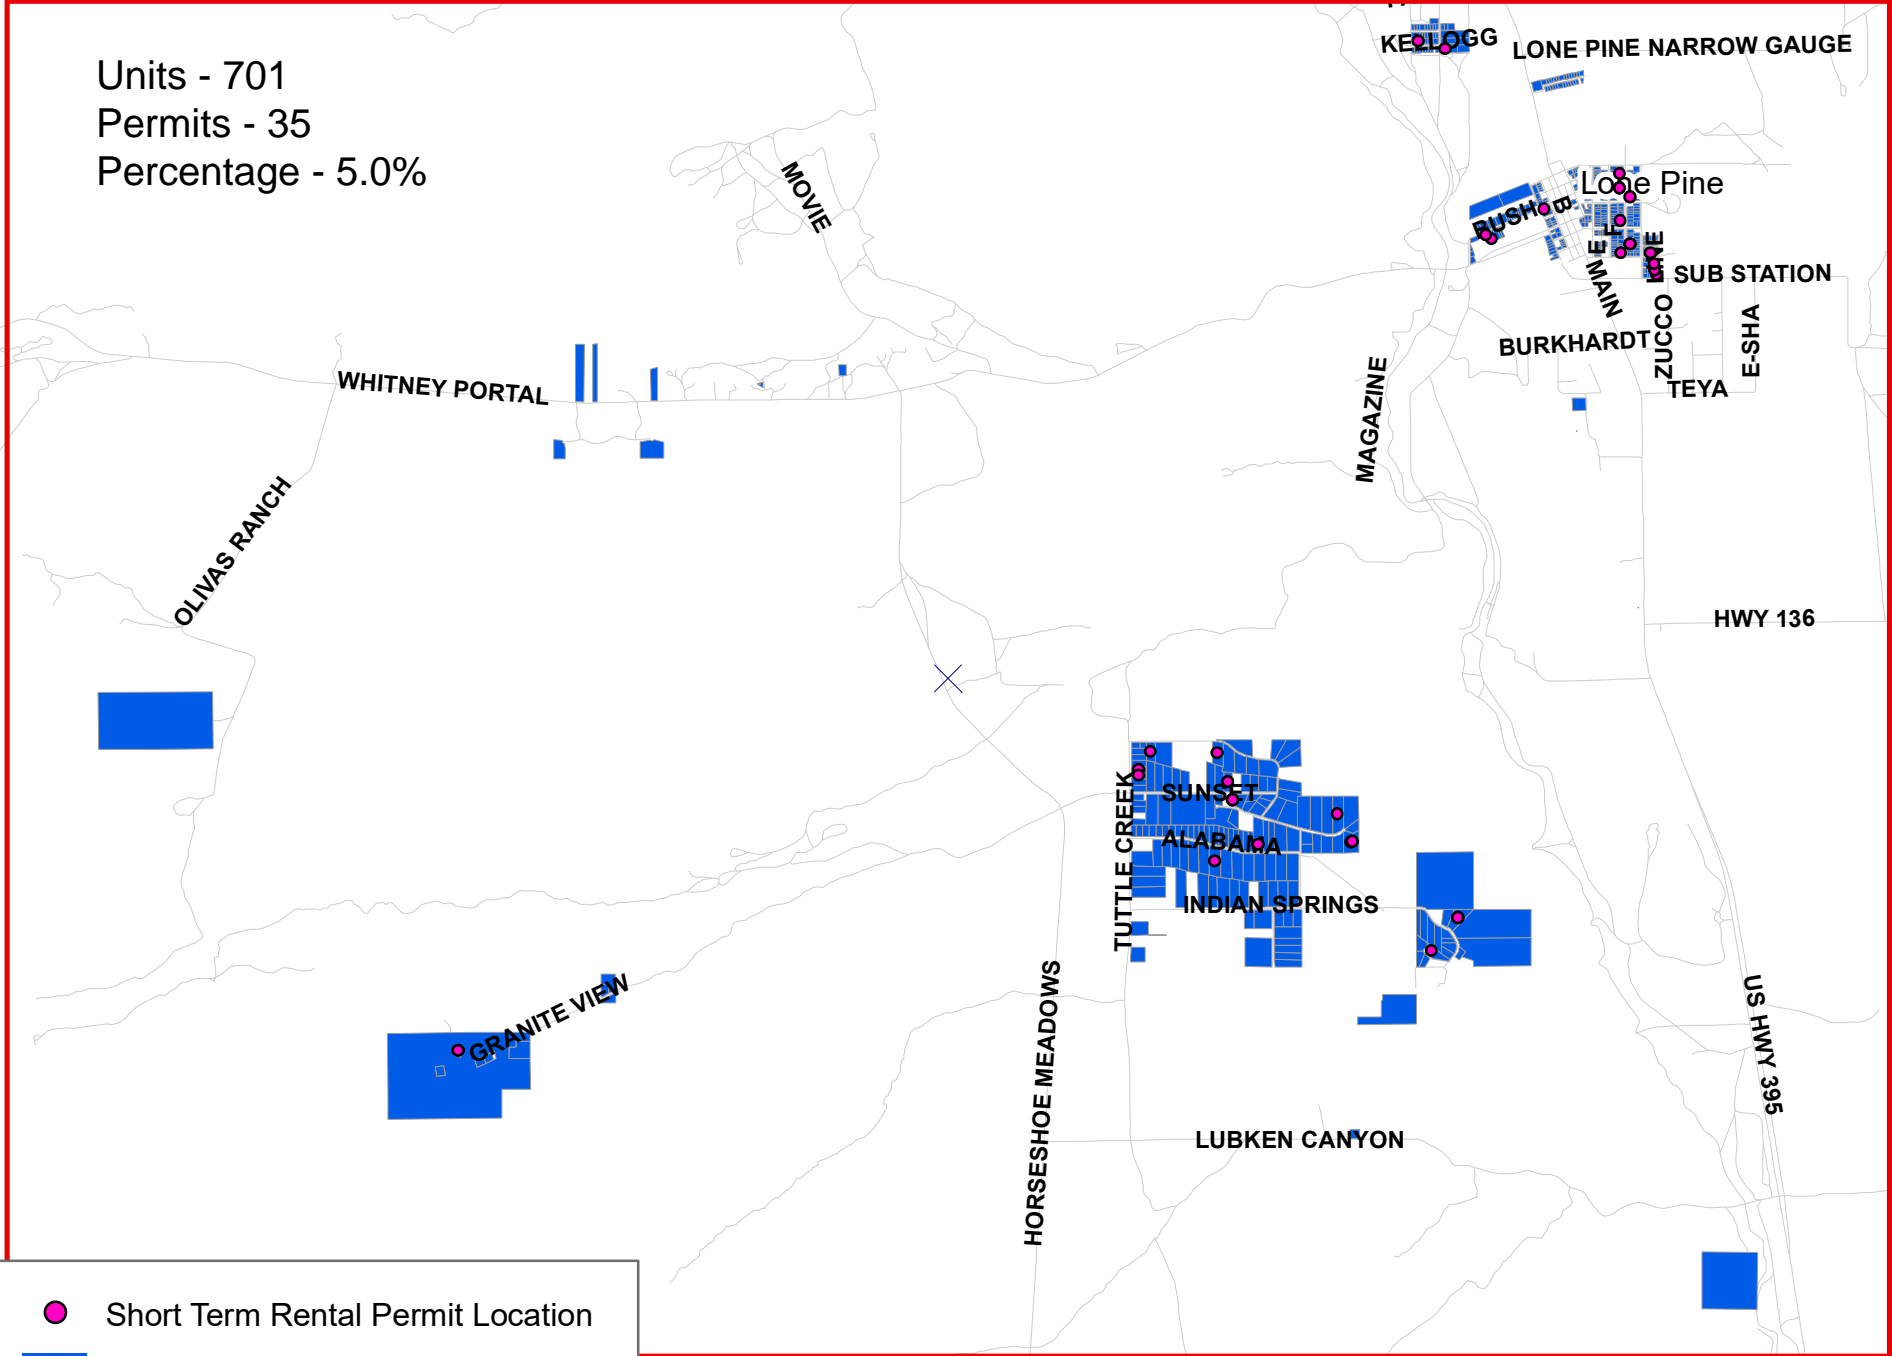 Units - 701
Permits - 35
Percentage - 5.0%
KELLOGG
LONE PINE NARROW GAUGE
MOVIE
Lone Pine
BUSH
B
E
F
LINE
SUB STATION
MAIN
ZUCCO
E-SHA
BURKHARDT
TEYA
WHITNEY PORTAL
MAGAZINE
OLIVAS RANCH
HWY 136
SUNSET
TUTTLE CREEK
ALABAMA
INDIAN SPRINGS
GRANITE VIEW
HORSESHOE MEADOWS
US HWY 395
LUBKEN CANYON
Short Term Rental Permit Location